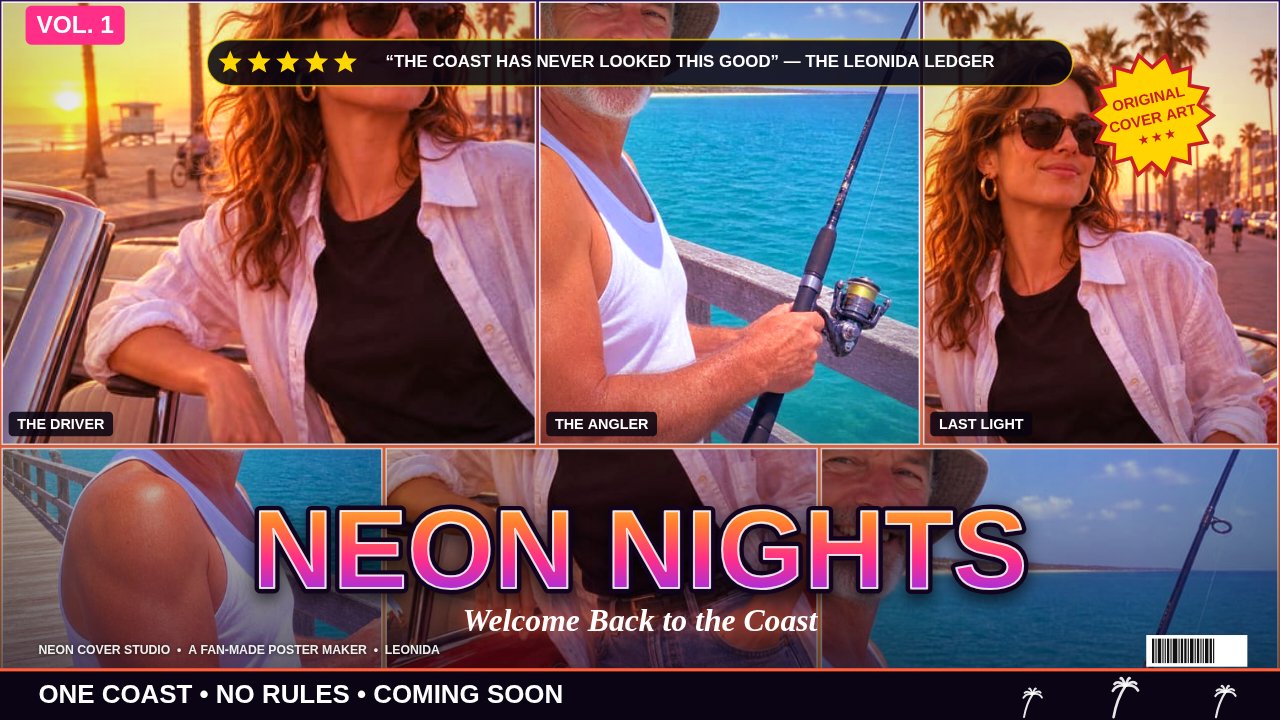 VOL. 1
“THE COAST HAS NEVER LOOKED THIS GOOD” — THE LEONIDA LEDGER
ORIGINAL
COVER ART
THE DRIVER
THE ANGLER
LAST LIGHT
NEON NIGHTS
Welcome Back to the Coast
NEON COVER STUDIO • A FAN-MADE POSTER MAKER • LEONIDA
ONE COAST • NO RULES • COMING SOON